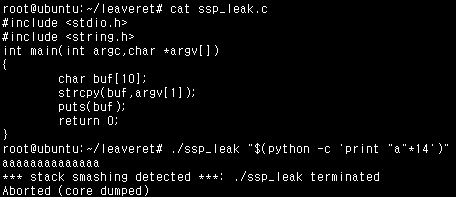 root@ubuntu:~/leaveret# cat ssp_leak.c
#include <stdio.h>
#include <string.h>
int main(int argc,char *argv[])
{
        char buf[10];
        strcpy(buf,argv[1]);
        puts(buf);
        return 0;
}
root@ubuntu:~/leaveret# ./ssp_leak "$(python -c 'print "a"*14')"
aaaaaaaaaaaaaa
*** stack smashing detected ***: ./ssp_leak terminated
Aborted (core dumped)